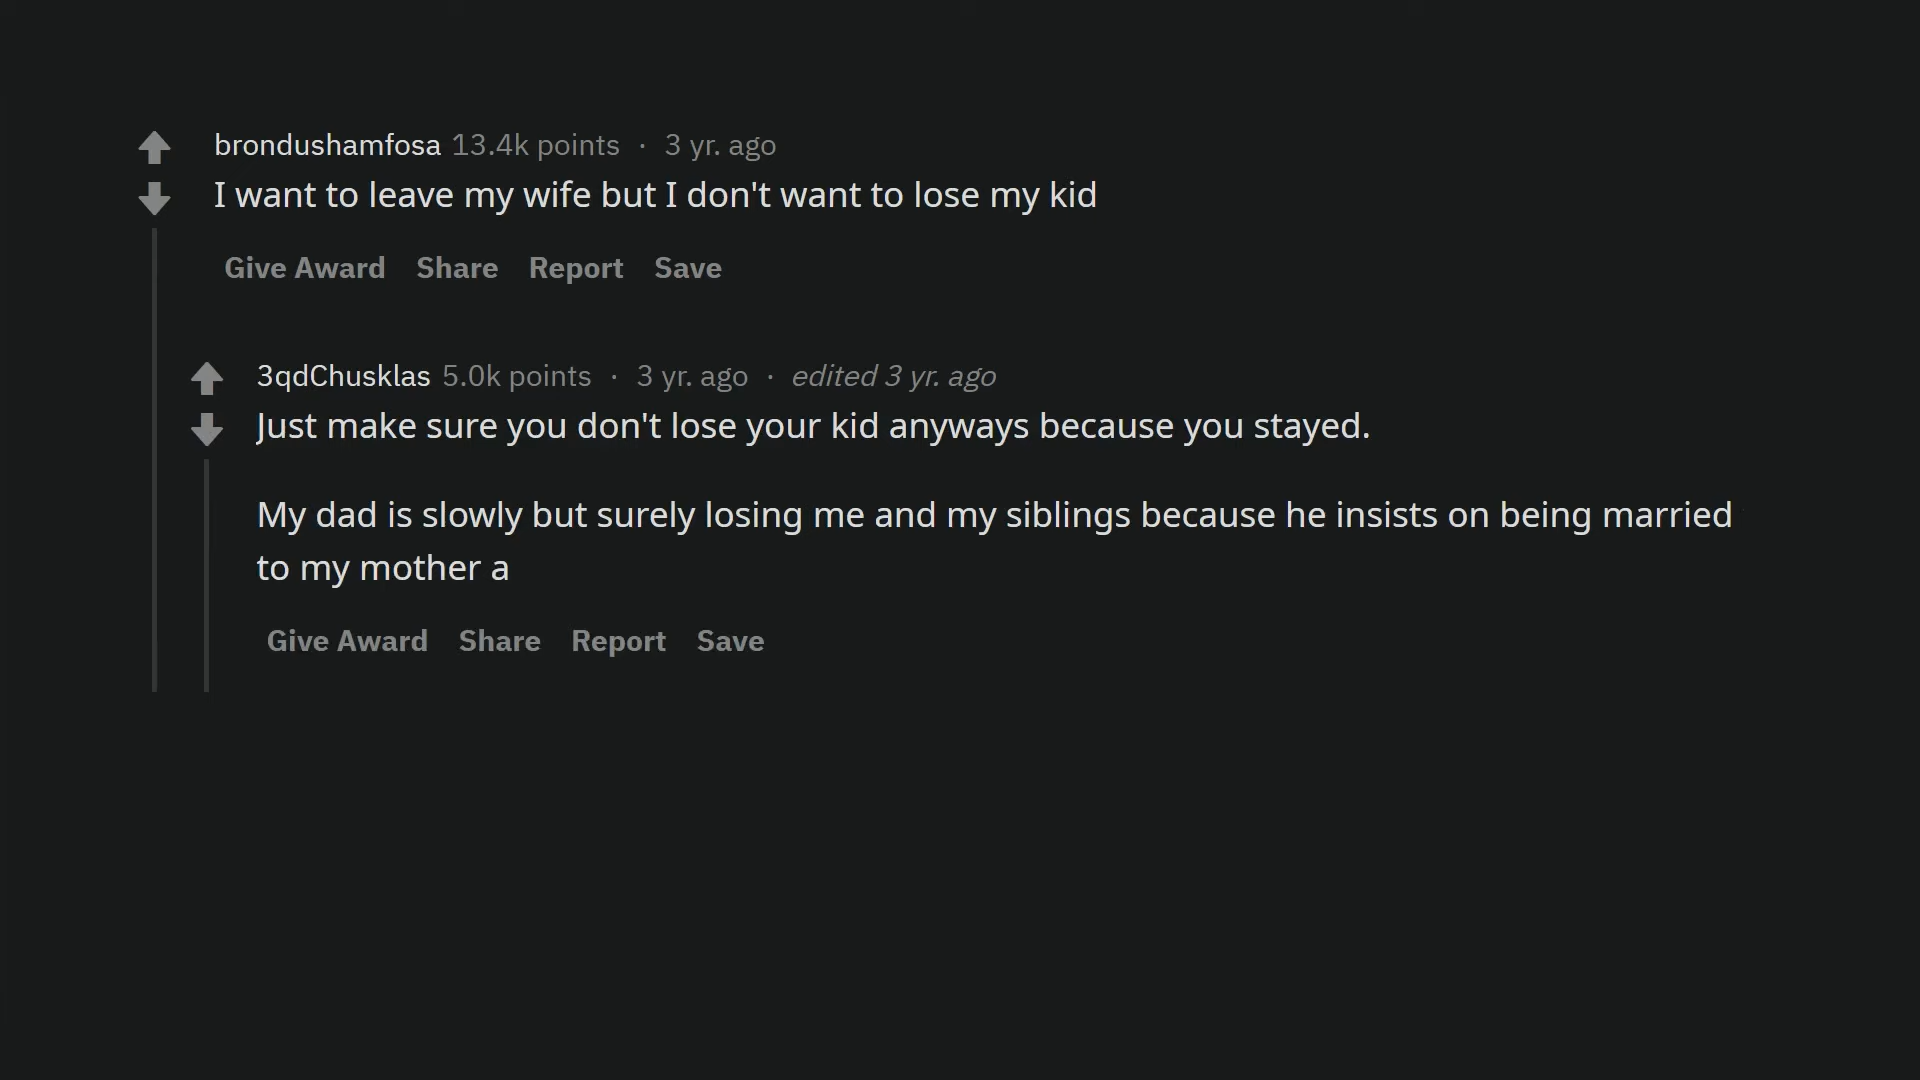 brondushamfosa 13.4k points · 3 yr. ago
I want to leave my wife but I don't want to lose my kid
Give Award Share Report Save
3qdChusklas 5.0k points · 3 yr. ago · edited 3 yr. ago
Just make sure you don't lose your kid anyways because you stayed.
My dad is slowly but surely losing me and my siblings because he insists on being married
to my mother a
Give Award Share Report Save